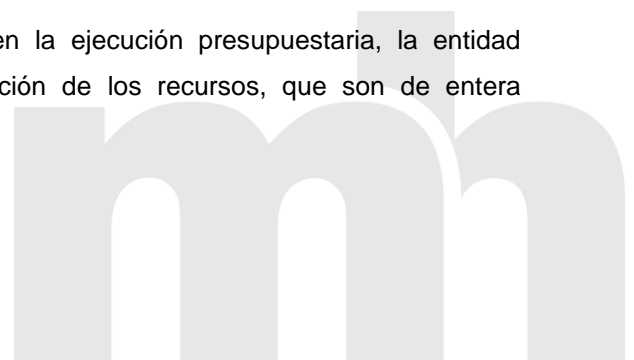 en la ejecución presupuestaria, la entidad
ción de los recursos, que son de entera